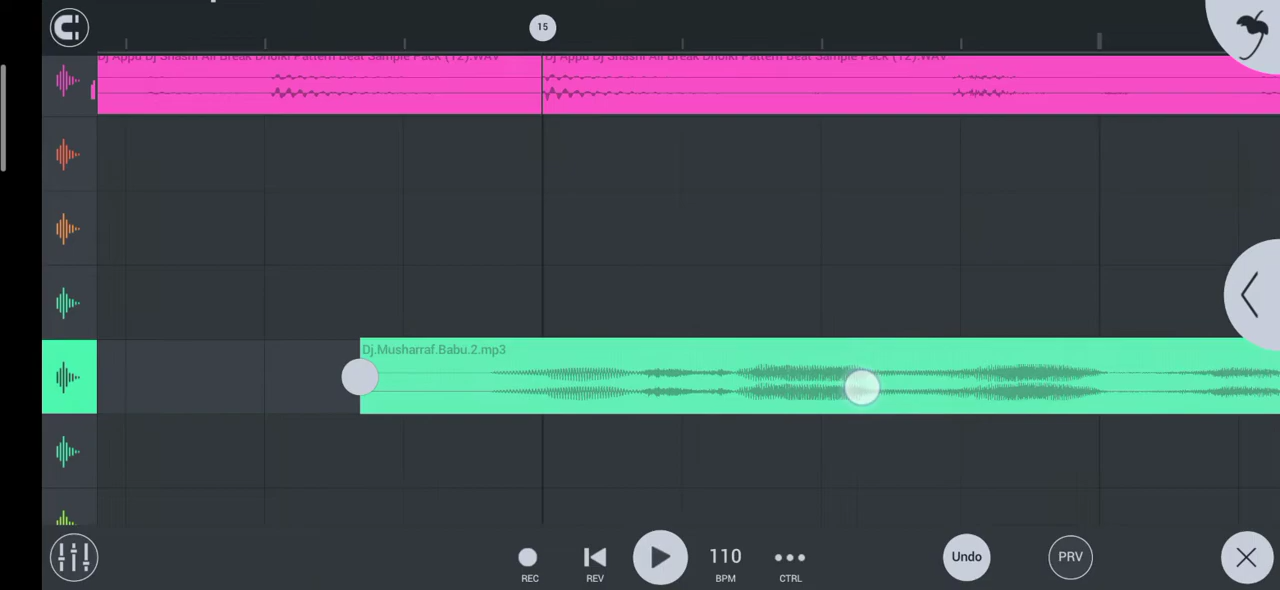 15
Dj Appu Dj Shashi All Break Dholki Pattern Beat Sample Pack (12).WAV
Dj Appu Dj Shashi All Break Dholki Pattern Beat Sample Pack (12).WAV
Dj.Musharraf.Babu.2.mp3
110
Undo
PRV
REC
REV
BPM
CTRL